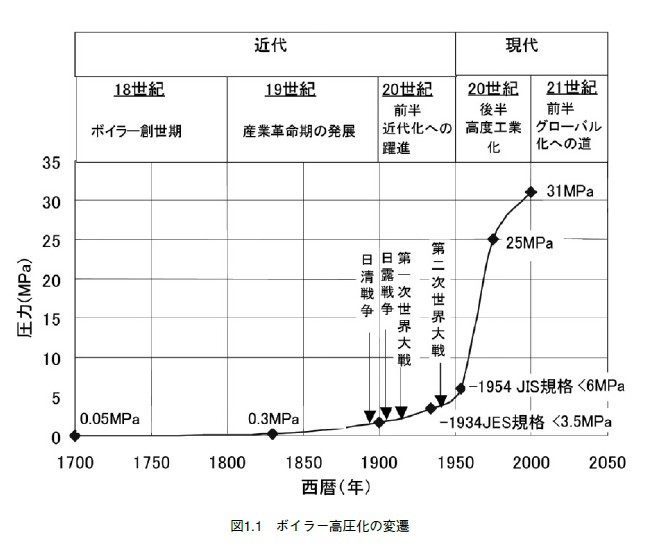 近代
現代
18世紀
ボイラー創世期
19世紀
産業革命期の発展
20世紀
前半
近代化への
躍進
20世紀
後半
高度工業
化
21世紀
前半
グローバル
化への道
圧力(MPa)
35
30
25
20
15
10
5
0
0.05MPa
0.3MPa
日清戦争
日露戦争
第一次世界大戦
第二次世界大戦
31MPa
25MPa
-1954 JIS規格 <6MPa
-1934JES規格 <3.5MPa
1700 1750 1800 1850 1900 1950 2000 2050
西暦(年)
図1.1 ボイラー高圧化の変遷